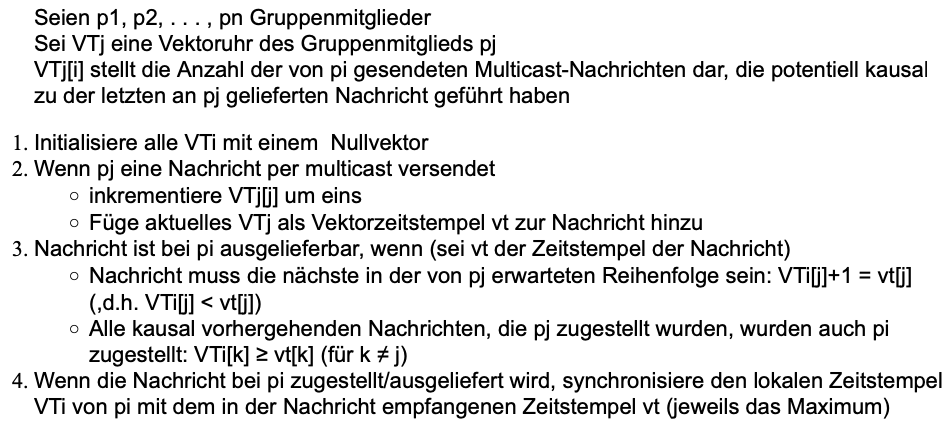 Seien p1, p2, . . . , pn Gruppenmitglieder
Sei VTj eine Vektoruhr des Gruppenmitglieds pj
VTj[i] stellt die Anzahl der von pi gesendeten Multicast-Nachrichten dar, die potentiell kausal
zu der letzten an pj gelieferten Nachricht geführt haben
1. Initialisiere alle VTi mit einem Nullvektor
2. Wenn pj eine Nachricht per multicast versendet
○ inkrementiere VTj[j] um eins
○ Füge aktuelles VTj als Vektorzeitstempel vt zur Nachricht hinzu
3. Nachricht ist bei pi ausgelieferbar, wenn (sei vt der Zeitstempel der Nachricht)
○ Nachricht muss die nächste in der von pj erwarteten Reihenfolge sein: VTi[j]+1 = vt[j]
(,d.h. VTi[j] < vt[j])
○ Alle kausal vorhergehenden Nachrichten, die pj zugestellt wurden, wurden auch pi
zugestellt: VTi[k] ≥ vt[k] (für k ≠ j)
4. Wenn die Nachricht bei pi zugestellt/ausgeliefert wird, synchronisiere den lokalen Zeitstempel
VTi von pi mit dem in der Nachricht empfangenen Zeitstempel vt (jeweils das Maximum)